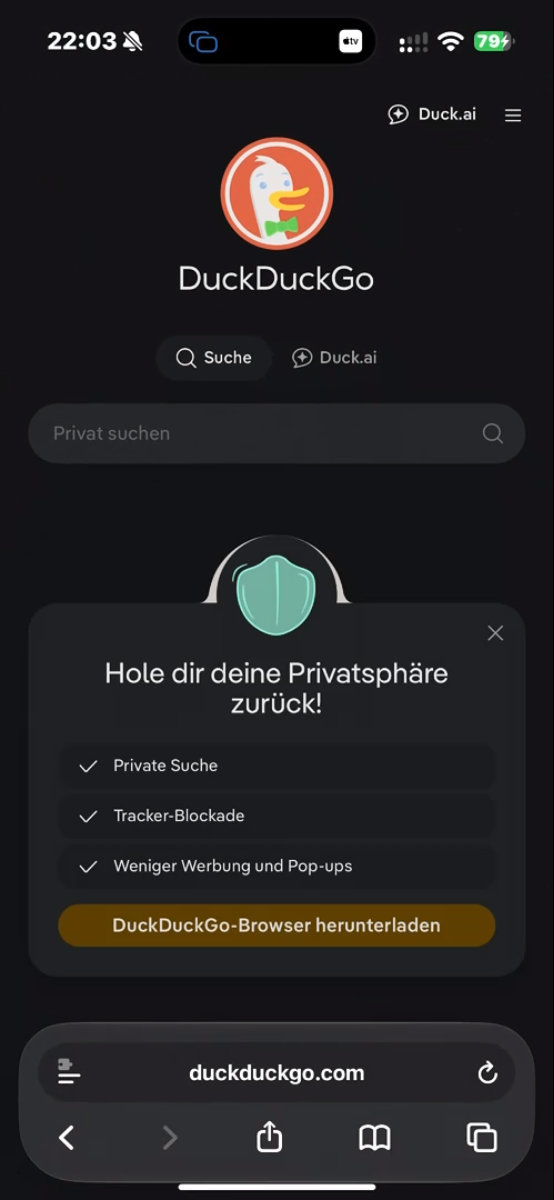 22:03
tv
79
Duck.ai
DuckDuckGo
Suche
Duck.ai
Privat suchen
Hole dir deine Privatsphäre
zurück!
Private Suche
Tracker-Blockade
Weniger Werbung und Pop-ups
DuckDuckGo-Browser herunterladen
duckduckgo.com